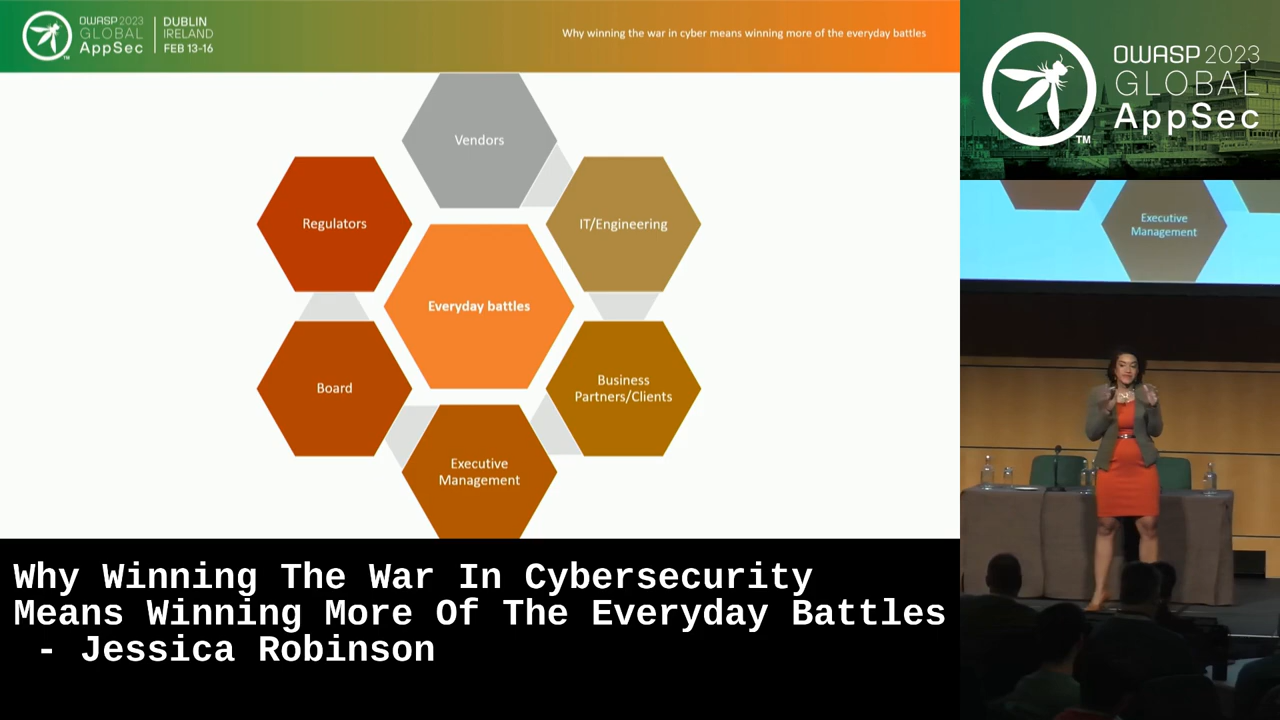 OWASP 2023
GLOBAL
AppSec
TM
DUBLIN
IRELAND
FEB 13-16
Why winning the war in cyber means winning more of the everyday battles
Vendors
Regulators
IT/Engineering
Everyday battles
Board
Business
Partners/Clients
Executive
Management
OWASP 2023
GLOBAL
AppSec
TM
Executive
Management
Why Winning The War In Cybersecurity
Means Winning More Of The Everyday Battles
- Jessica Robinson